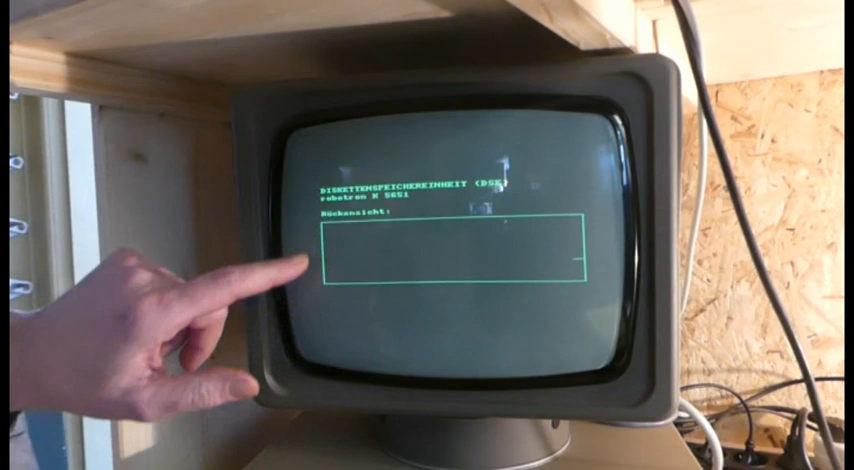 DISKETTENSPEICHEREINHEIT (DSE)
robotron K 5651
Rückansicht: